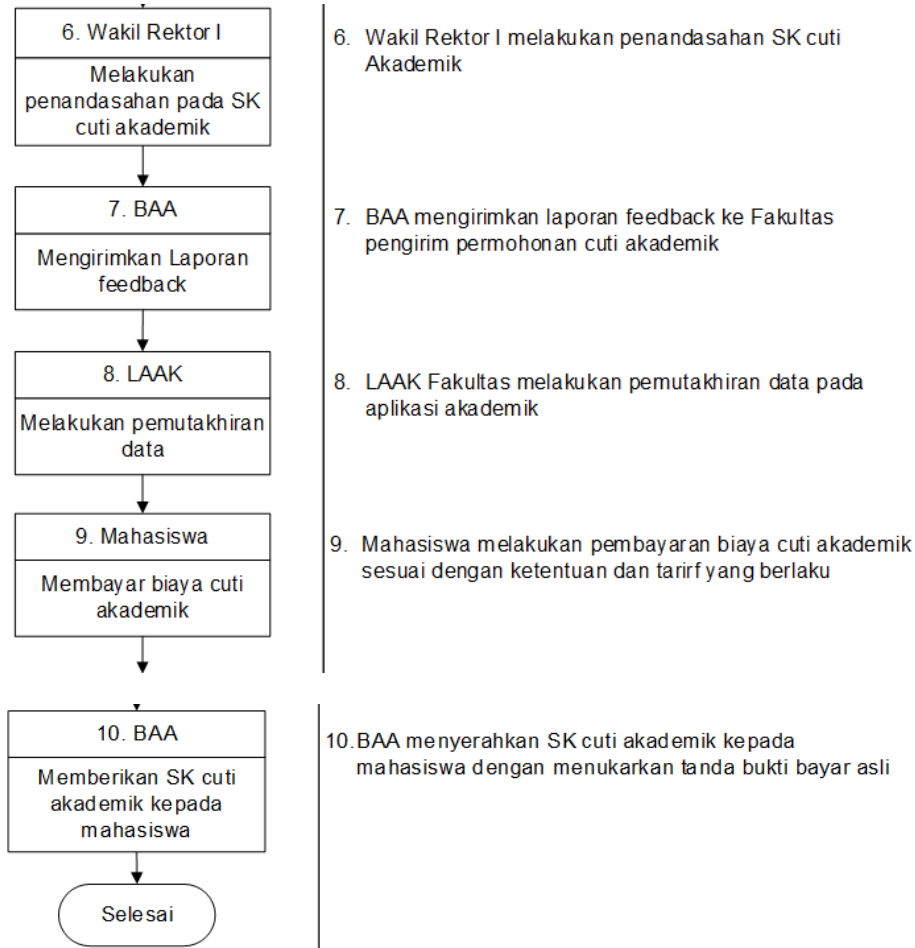 6. Wakil Rektor I
Melakukan
penandasahan pada SK
cuti akademik
6. Wakil Rektor I melakukan penandasahan SK cuti
Akademik
7. BAA
Mengirimkan Laporan
feedback
7. BAA mengirimkan laporan feedback ke Fakultas
pengirim permohonan cuti akademik
8. LAAK
Melakukan pemutakhiran
data
8. LAAK Fakultas melakukan pemutakhiran data pada
aplikasi akademik
9. Mahasiswa
Membayar biaya cuti
akademik
9. Mahasiswa melakukan pembayaran biaya cuti akademik
sesuai dengan ketentuan dan tarirf yang berlaku
10. BAA
Memberikan SK cuti
akademik kepada
mahasiswa
10. BAA menyerahkan SK cuti akademik kepada
mahasiswa dengan menukarkan tanda bukti bayar asli
Selesai